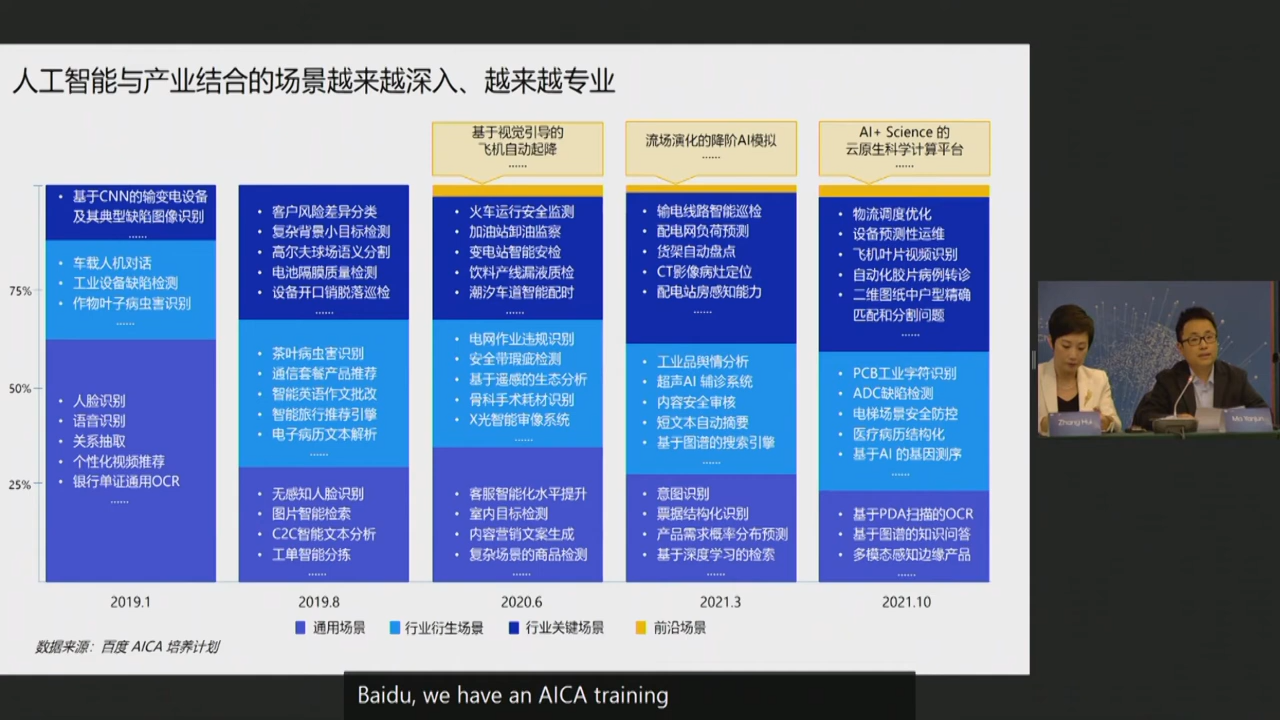 人工智能与产业结合的场景越来越深入、越来越专业
基于视觉引导的
飞机自动起降
......
流场演化的降阶AI模拟
......
AI+ Science 的
云原生科学计算平台
......
75%
50%
25%
• 基于CNN的输变电设备
及其典型缺陷图像识别
......
• 车载人机对话
• 工业设备缺陷检测
• 作物叶子病虫害识别
......
• 人脸识别
• 语音识别
• 关系抽取
• 个性化视频推荐
• 银行单证通用OCR
......
2019.1
• 客户风险差异分类
• 复杂背景小目标检测
• 高尔夫球场语义分割
• 电池隔膜质量检测
• 设备开口销脱落巡检
......
• 茶叶病虫害识别
• 通信套餐产品推荐
• 智能英语作文批改
• 智能旅行推荐引擎
• 电子病历文本解析
......
• 无感知人脸识别
• 图片智能检索
• C2C智能文本分析
• 工单智能分拣
......
2019.8
• 火车运行安全监测
• 加油站卸油监察
• 变电站智能安检
• 饮料产线漏液质检
• 潮汐车道智能配时
......
• 电网作业违规识别
• 安全带瑕疵检测
• 基于遥感的生态分析
• 骨科手术耗材识别
• X光智能审像系统
......
• 客服智能化水平提升
• 室内目标检测
• 内容营销文案生成
• 复杂场景的商品检测
......
2020.6
• 输电线路智能巡检
• 配电网负荷预测
• 货架自动盘点
• CT影像病灶定位
• 配电站房感知能力
......
• 工业品舆情分析
• 超声AI 辅诊系统
• 内容安全审核
• 短文本自动摘要
• 基于图谱的搜索引擎
......
• 意图识别
• 票据结构化识别
• 产品需求概率分布预测
• 基于深度学习的检索
......
2021.3
• 物流调度优化
• 设备预测性运维
• 飞机叶片视频识别
• 自动化胶片病例转诊
• 二维图纸中户型精确
匹配和分割问题
......
• PCB工业字符识别
• ADC缺陷检测
• 电梯场景安全防控
• 医疗病历结构化
• 基于AI 的基因测序
......
• 基于PDA扫描的OCR
• 基于图谱的知识问答
• 多模态感知边缘产品
......
2021.10
通用场景
行业衍生场景
行业关键场景
前沿场景
数据来源：百度 AICA 培养计划
Zhang Hui
Ma Yanjun
Baidu, we have an AICA training